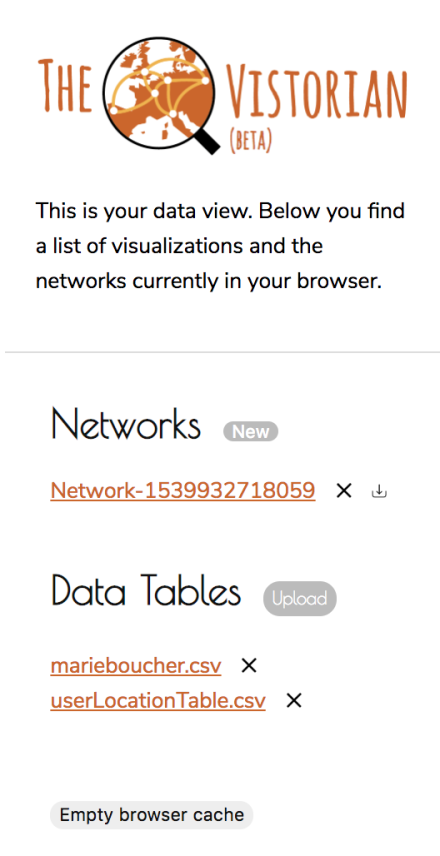 THE VISTORIAN
(BETA)
This is your data view. Below you find
a list of visualizations and the
networks currently in your browser.
Networks New
Network-1539932718059
Data Tables Upload
marieboucher.csv
userLocationTable.csv
Empty browser cache